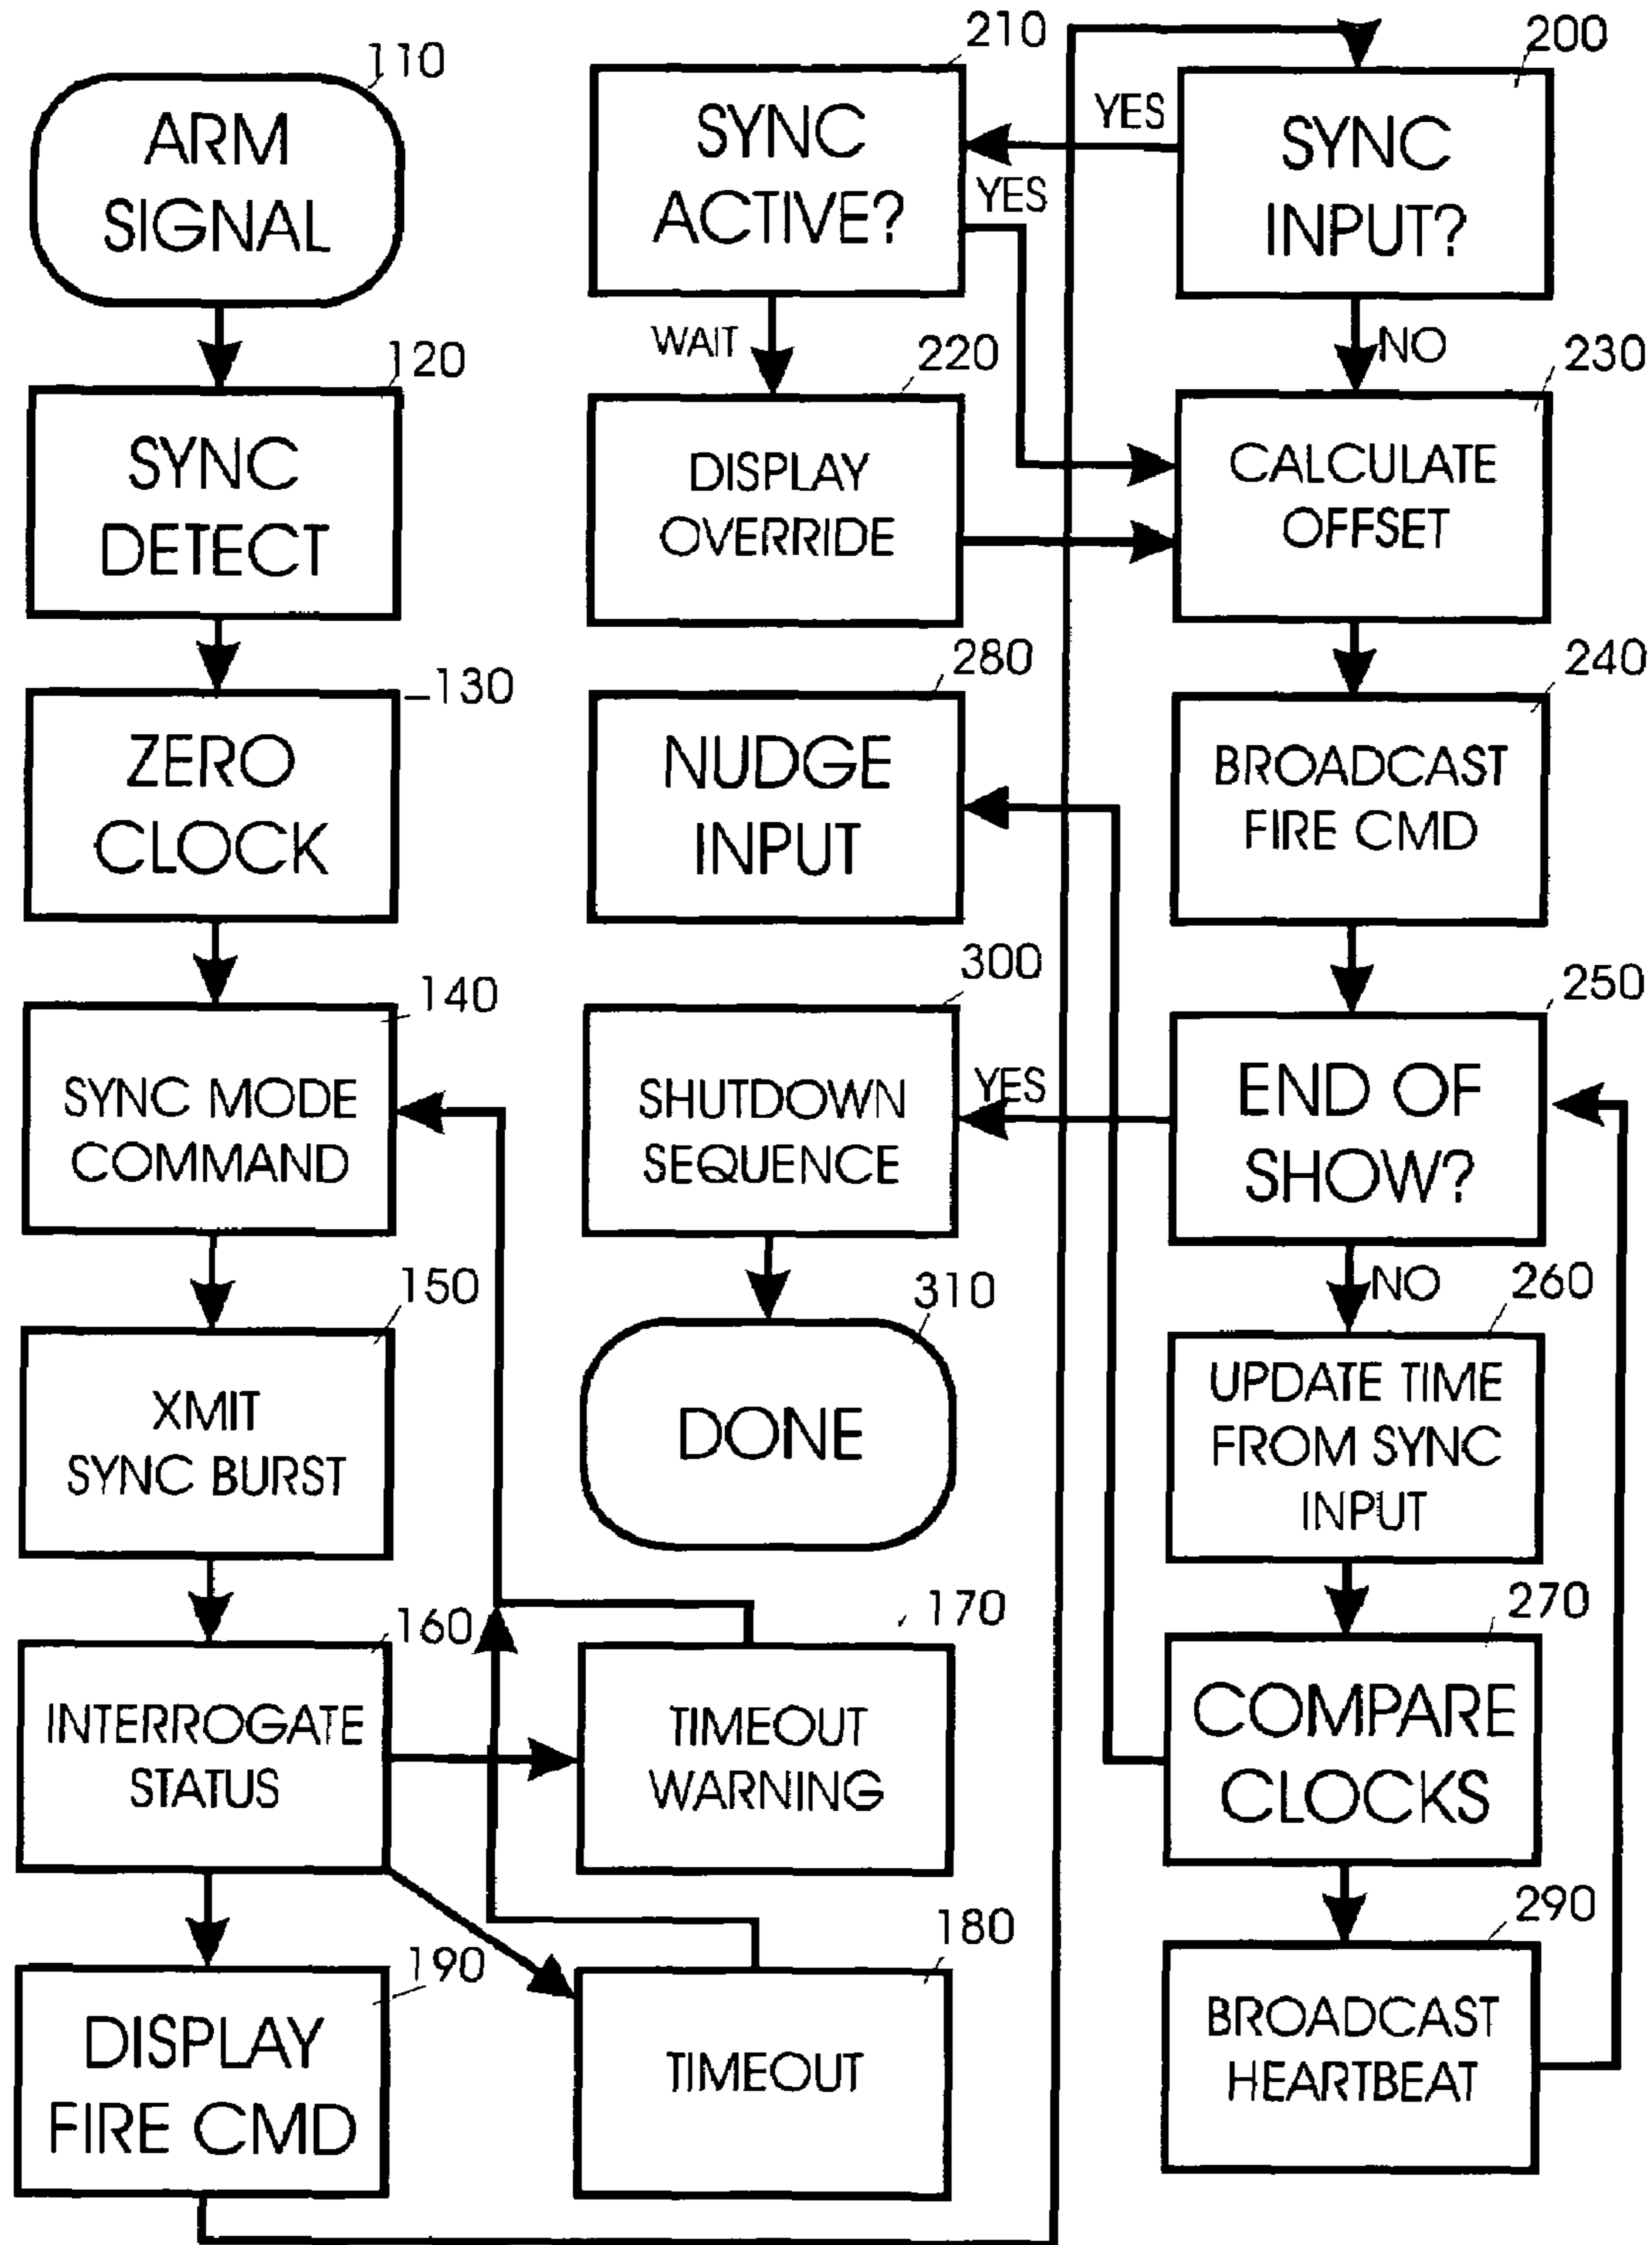 110
ARM
SIGNAL
120
SYNC
DETECT
130
ZERO
CLOCK
140
SYNC MODE
COMMAND
150
XMIT
SYNC BURST
160
INTERROGATE
STATUS
170
TIMEOUT
WARNING
180
TIMEOUT
190
DISPLAY
FIRE CMD
200
SYNC
INPUT?
YES
NO
210
SYNC
ACTIVE?
YES
WAIT
220
DISPLAY
OVERRIDE
230
CALCULATE
OFFSET
240
BROADCAST
FIRE CMD
250
END OF
SHOW?
YES
NO
260
UPDATE TIME
FROM SYNC
INPUT
270
COMPARE
CLOCKS
280
NUDGE
INPUT
290
BROADCAST
HEARTBEAT
300
SHUTDOWN
SEQUENCE
310
DONE